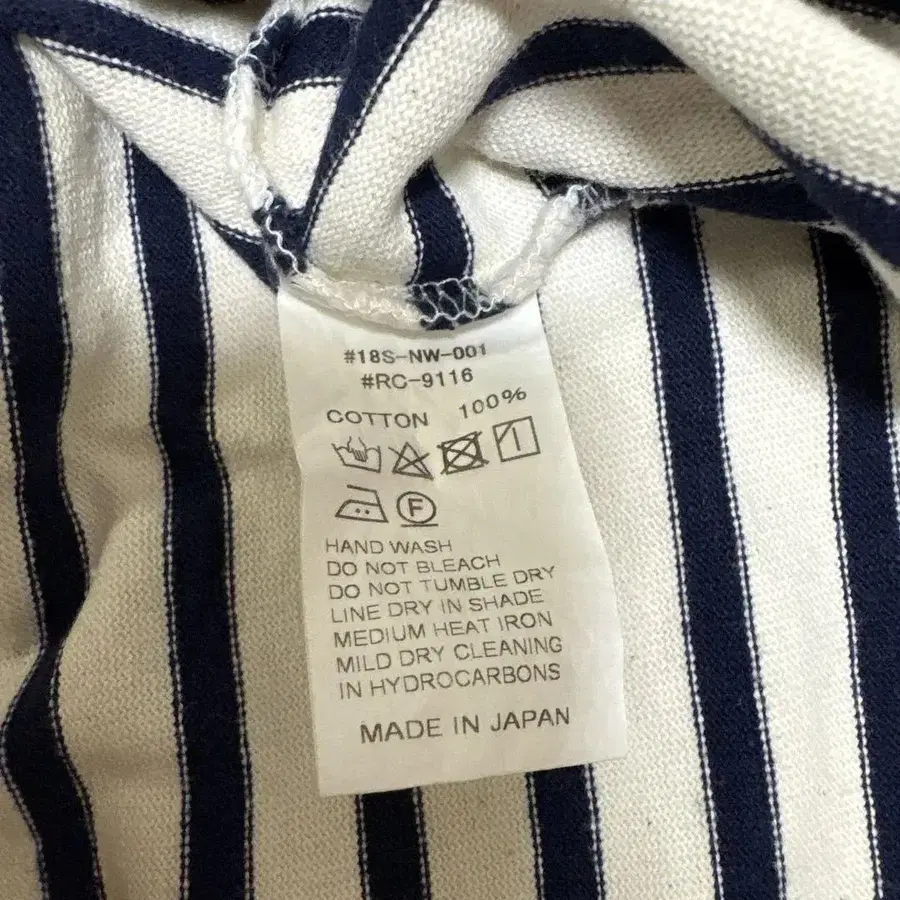 #18S-NW-001
#RC-9116
COTTON 100%
F
HAND WASH
DO NOT BLEACH
DO NOT TUMBLE DRY
LINE DRY IN SHADE
MEDIUM HEAT IRON
MILD DRY CLEANING
IN HYDROCARBONS
MADE IN JAPAN